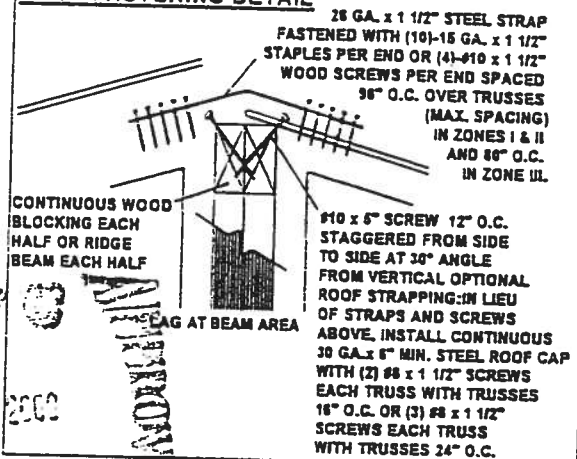 26 GA. x 1 1/2" STEEL STRAP
FASTENED WITH (10)-15 GA. x 1 1/2"
STAPLES PER END OR (4)-#10 x 1 1/2"
WOOD SCREWS PER END SPACED
96" O.C. OVER TRUSSES
(MAX. SPACING)
IN ZONES I & II
AND 80" O.C.
IN ZONE III.
CONTINUOUS WOOD
BLOCKING EACH
HALF OR RIDGE
BEAM EACH HALF
LAG AT BEAM AREA
#10 x 5" SCREW 12" O.C.
STAGGERED FROM SIDE
TO SIDE AT 30° ANGLE
FROM VERTICAL OPTIONAL
ROOF STRAPPING:IN LIEU
OF STRAPS AND SCREWS
ABOVE, INSTALL CONTINUOUS
30 GA.x 6" MIN. STEEL ROOF CAP
WITH (2) #8 x 1 1/2" SCREWS
EACH TRUSS WITH TRUSSES
16" O.C. OR (3) #8 x 1 1/2"
SCREWS EACH TRUSS
WITH TRUSSES 24" O.C.